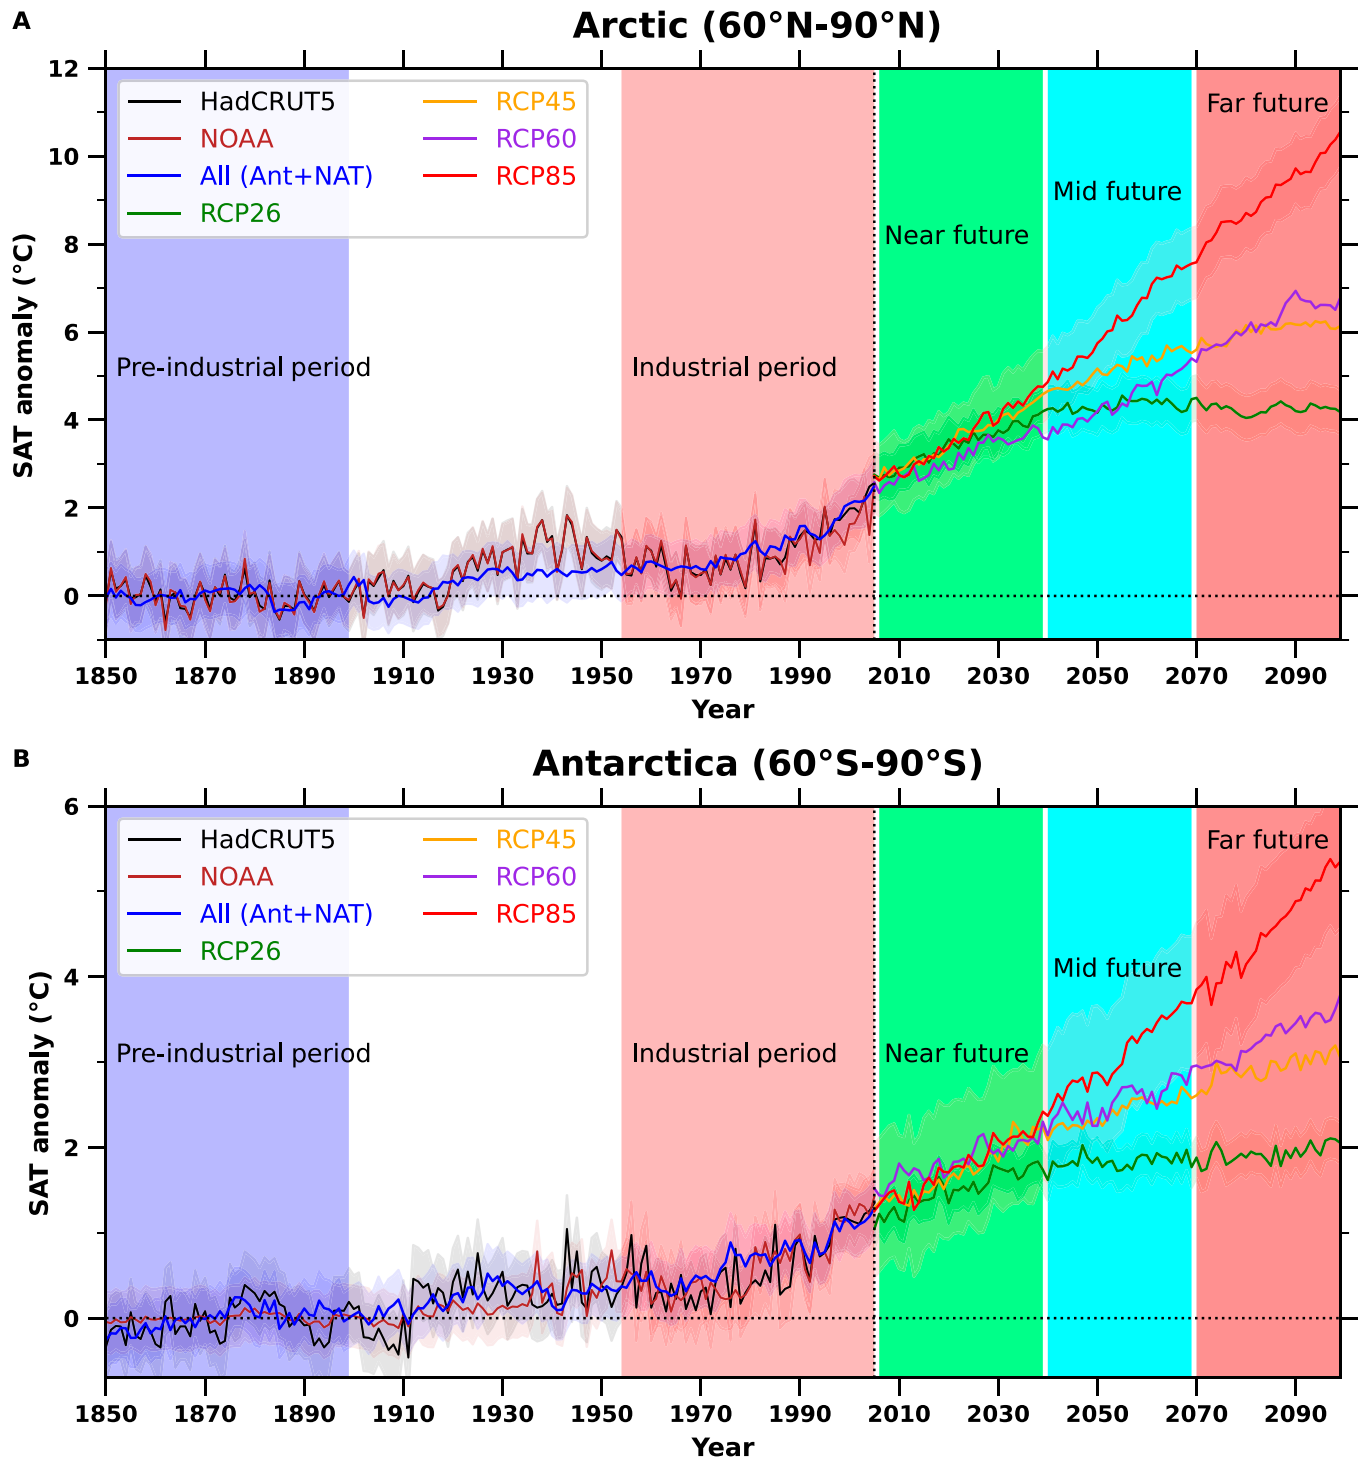 A
Arctic (60°N-90°N)
12
10
8
6
4
2
0
SAT anomaly (°C)
HadCRUT5
NOAA
All (Ant+NAT)
RCP26
RCP45
RCP60
RCP85
Far future
Mid future
Near future
Pre-industrial period
Industrial period
1850 1870 1890 1910 1930 1950 1970 1990 2010 2030 2050 2070 2090
Year
B
Antarctica (60°S-90°S)
6
4
2
0
SAT anomaly (°C)
HadCRUT5
NOAA
All (Ant+NAT)
RCP26
RCP45
RCP60
RCP85
Far future
Mid future
Pre-industrial period
Industrial period
Near future
1850 1870 1890 1910 1930 1950 1970 1990 2010 2030 2050 2070 2090
Year